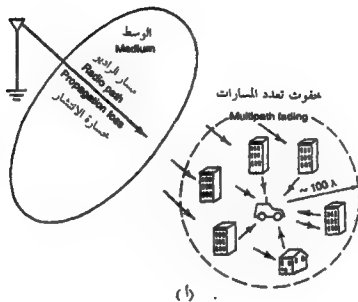 الوسط
Medium
مسار الراديو
Radio path
Propagation loss
خسارة الانتشار
خفوت تعدد المسارات
Multipath fading
~ 100 λ
(أ)